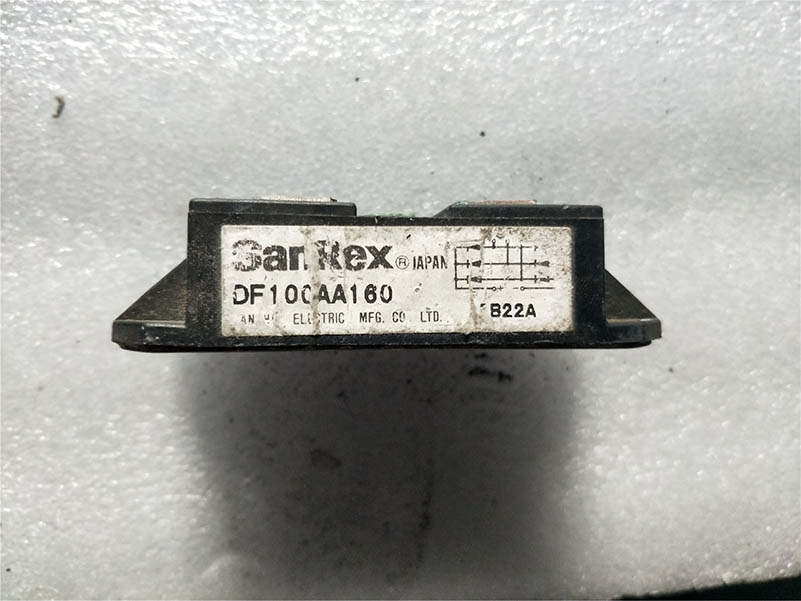 SanRex ® JAPAN
DF100AA160
ELECTRIC MFG. CO. LTD.
B22A